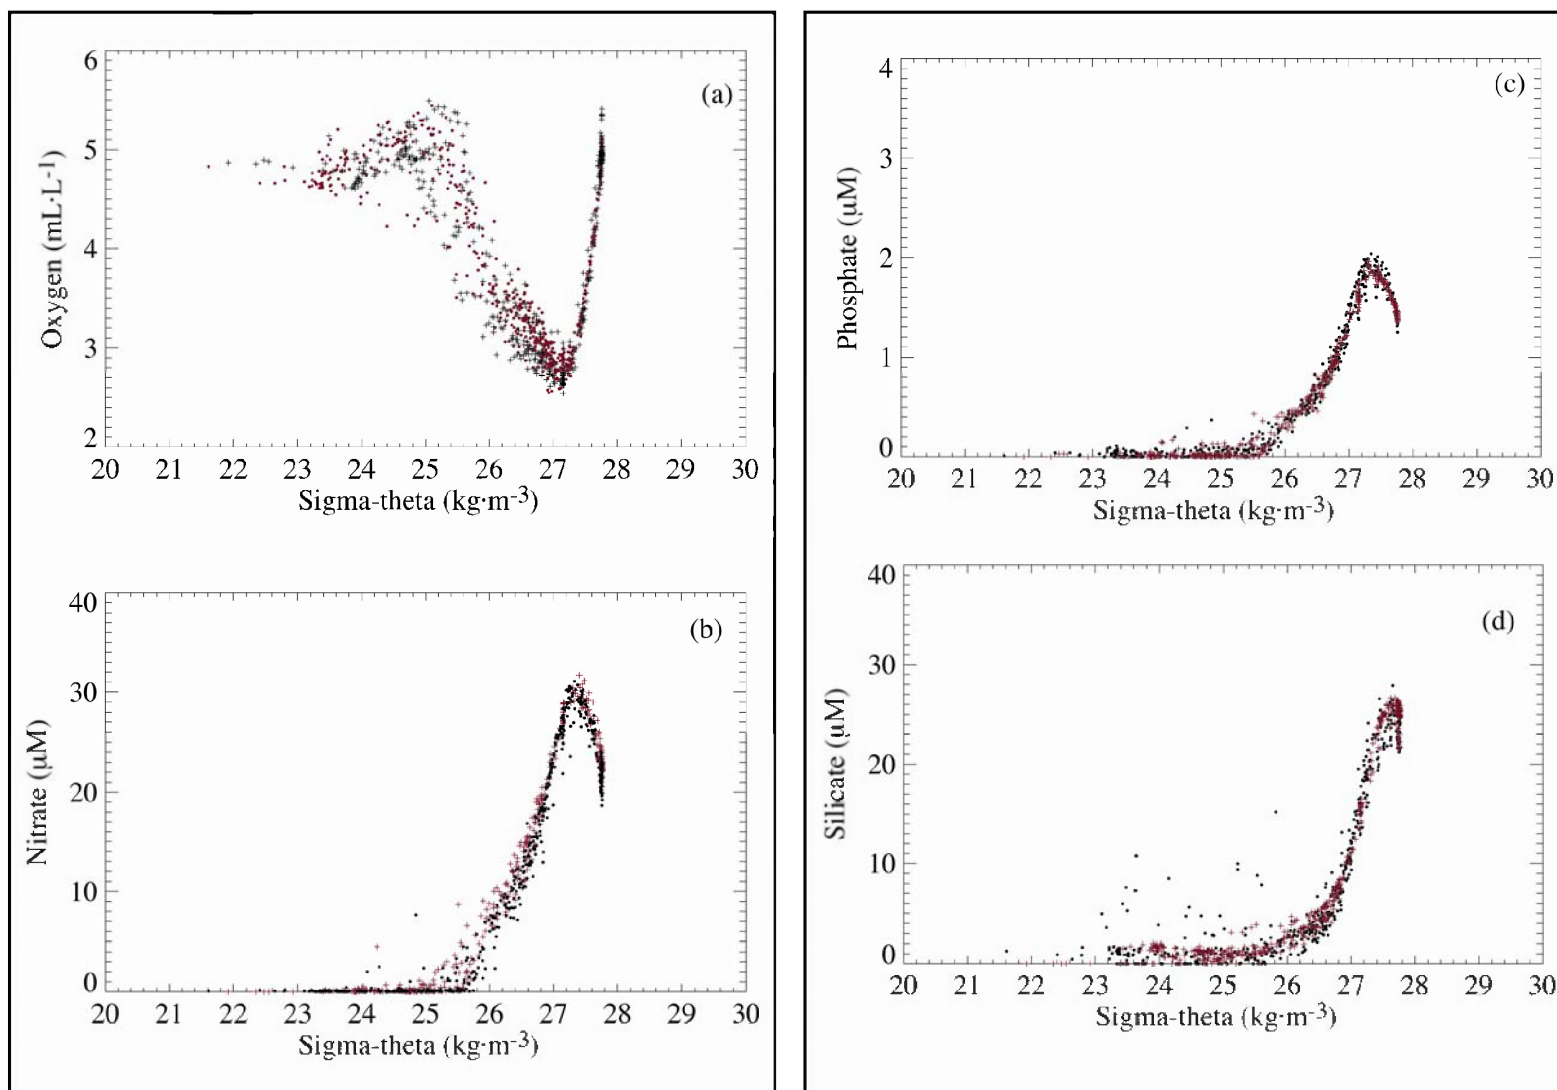 (a)
Oxygen (mL·L-1)
6
5
4
3
2
20 21 22 23 24 25 26 27 28 29 30
Sigma-theta (kg·m-3)
(b)
Nitrate (µM)
40
30
20
10
0
20 21 22 23 24 25 26 27 28 29 30
Sigma-theta (kg·m-3)
(c)
Phosphate (µM)
4
3
2
1
0
20 21 22 23 24 25 26 27 28 29 30
Sigma-theta (kg·m-3)
(d)
Silicate (µM)
40
30
20
10
0
20 21 22 23 24 25 26 27 28 29 30
Sigma-theta (kg·m-3)